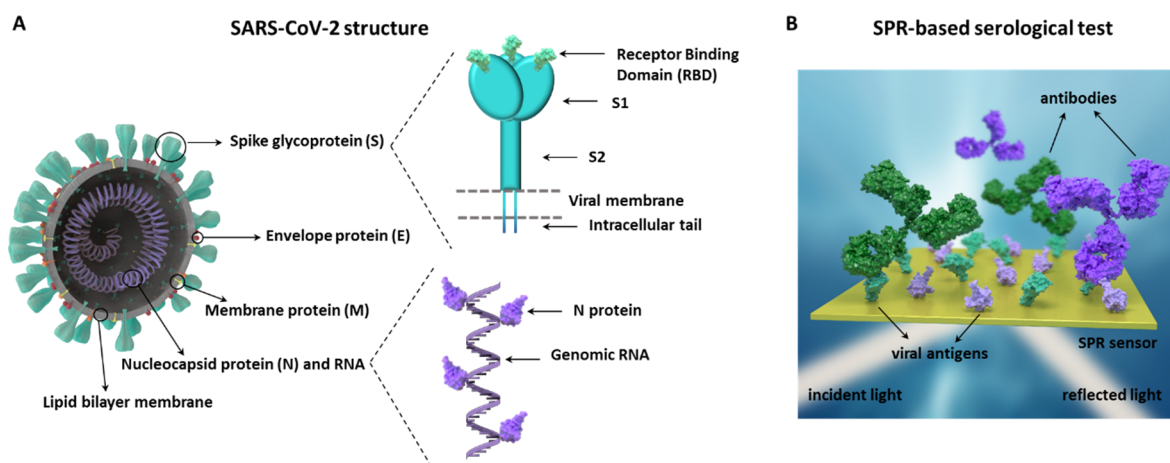 A
SARS-CoV-2 structure
Receptor Binding
Domain (RBD)
S1
Spike glycoprotein (S)
S2
Viral membrane
Intracellular tail
Envelope protein (E)
Membrane protein (M)
N protein
Genomic RNA
Nucleocapsid protein (N) and RNA
Lipid bilayer membrane
B
SPR-based serological test
antibodies
viral antigens
SPR sensor
incident light
reflected light